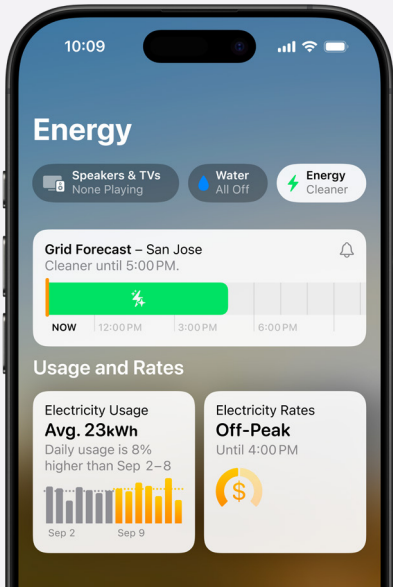 10:09
Energy
Speakers & TVs
None Playing
Water
All Off
Energy
Cleaner
Grid Forecast – San Jose
Cleaner until 5:00 PM.
NOW
12:00 PM
3:00 PM
6:00 PM
Usage and Rates
Electricity Usage
Avg. 23kWh
Daily usage is 8%
higher than Sep 2–8
Sep 2
Sep 9
Electricity Rates
Off-Peak
Until 4:00 PM
$